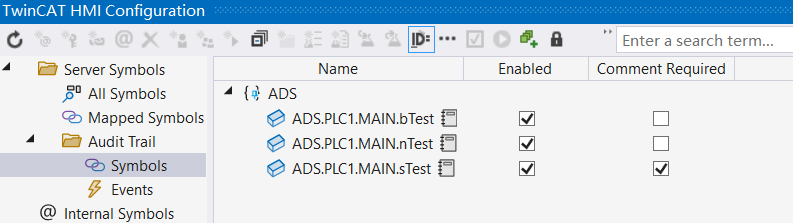 TwinCAT HMI Configuration
ID:
Enter a search term...
Server Symbols
All Symbols
Mapped Symbols
Audit Trail
Symbols
Events
@ Internal Symbols
Name Enabled Comment Required
ADS
ADS.PLC1.MAIN.bTest
ADS.PLC1.MAIN.nTest
ADS.PLC1.MAIN.sTest